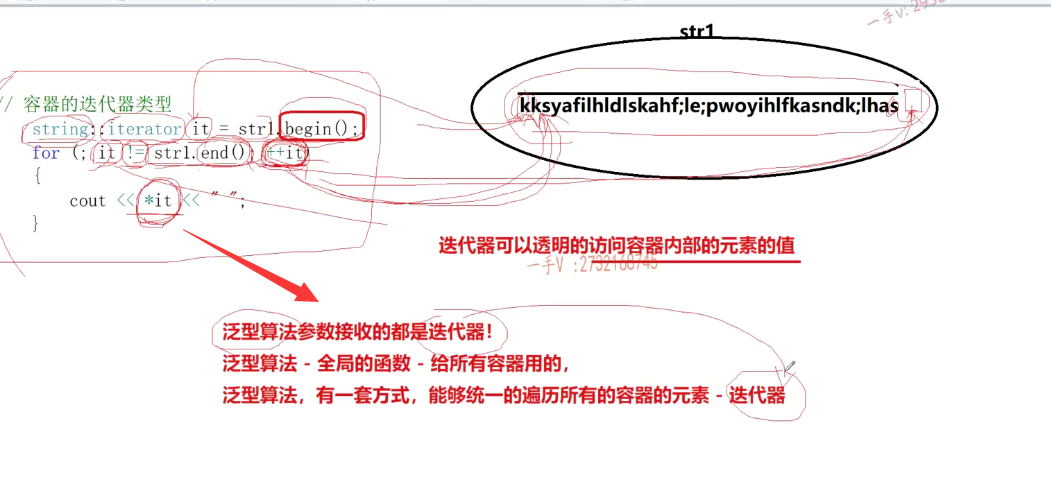 一手V: 2932
str1
// 容器的迭代器类型
string::iterator it = str1.begin();
for (; it != str1.end(); ++it)
{
cout << *it << " ";
}
kksyafilhldlskahf;le;pwoyihlfkasndk;lhas
迭代器可以透明的访问容器内部的元素的值
一手V :2732168745
泛型算法参数接收的都是迭代器！
泛型算法 - 全局的函数 - 给所有容器用的，
泛型算法，有一套方式，能够统一的遍历所有的容器的元素 - 迭代器